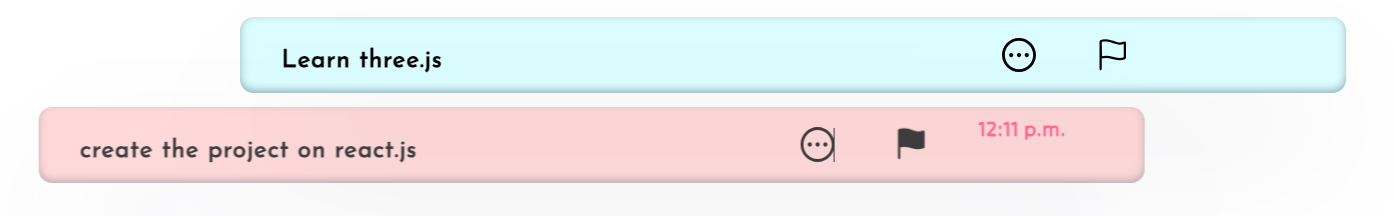 Learn three.js
create the project on react.js
12:11 p.m.